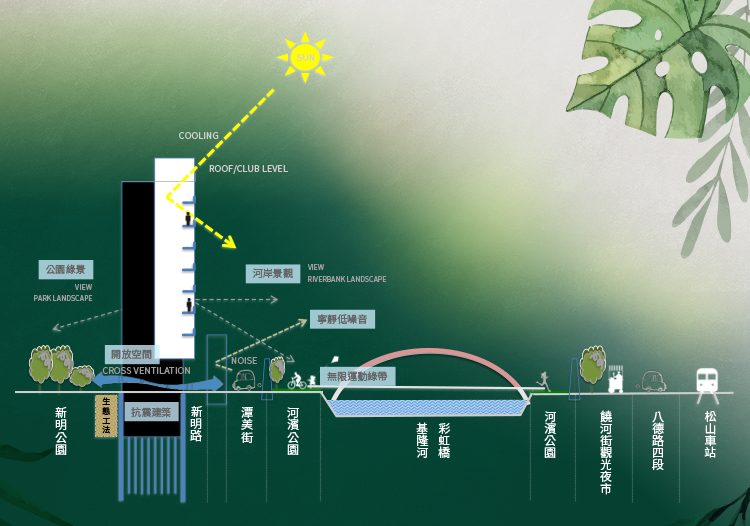 SUN
COOLING
ROOF/CLUB LEVEL
公園綠景
VIEW
PARK LANDSCAPE
河岸景觀
VIEW
RIVERBANK LANDSCAPE
寧靜低噪音
開放空間
NOISE
CROSS VENTILATION
無限運動綠帶
生態工法
抗震建築
新明公園
新明路
潭美街
河濱公園
基隆河
彩虹橋
河濱公園
饒河街觀光夜市
八德路四段
松山車站